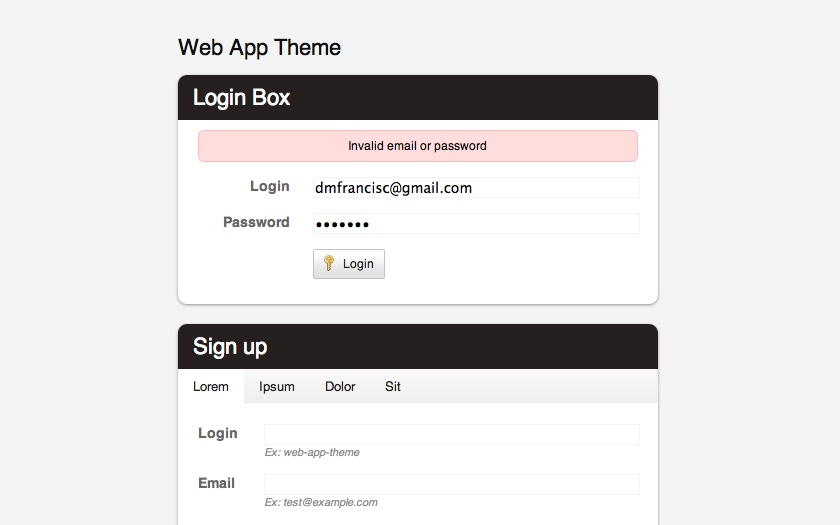 Web App Theme
Login Box
Invalid email or password
Login dmfrancisc@gmail.com
Password •••••••
Login
Sign up
Lorem Ipsum Dolor Sit
Login
Ex: web-app-theme
Email
Ex: test@example.com